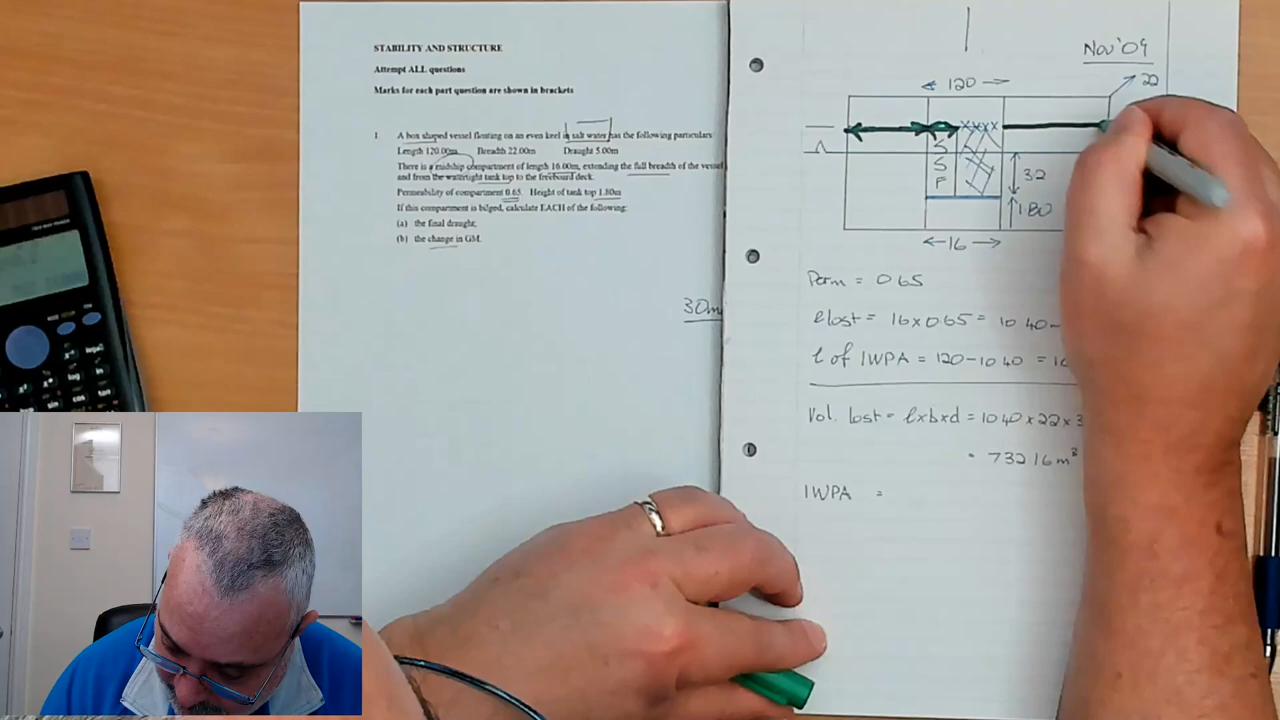 STABILITY AND STRUCTURE
Attempt ALL questions
Marks for each part question are shown in brackets
1 A box shaped vessel floating on an even keel in salt water has the following particulars
Length 120.00m Breadth 22.00m Draught 5.00m
There is a midship compartment of length 16.00m, extending the full breadth of the vessel
and from the watertight tank top to the freeboard deck.
Permeability of compartment 0.65. Height of tank top 1.80m
If this compartment is bilged, calculate EACH of the following:
(a) the final draught;
(b) the change in GM.
30m
Nov'09
120
22
xxxx
S
S
F
3.2
1.80
16
Perm = 0.65
l lost = 16 x 0.65 = 10.40
l of IWPA = 120 - 10.40 =
Vol. lost = l x b x d = 10.40 x 22 x 3
= 732.16 m³
IWPA =